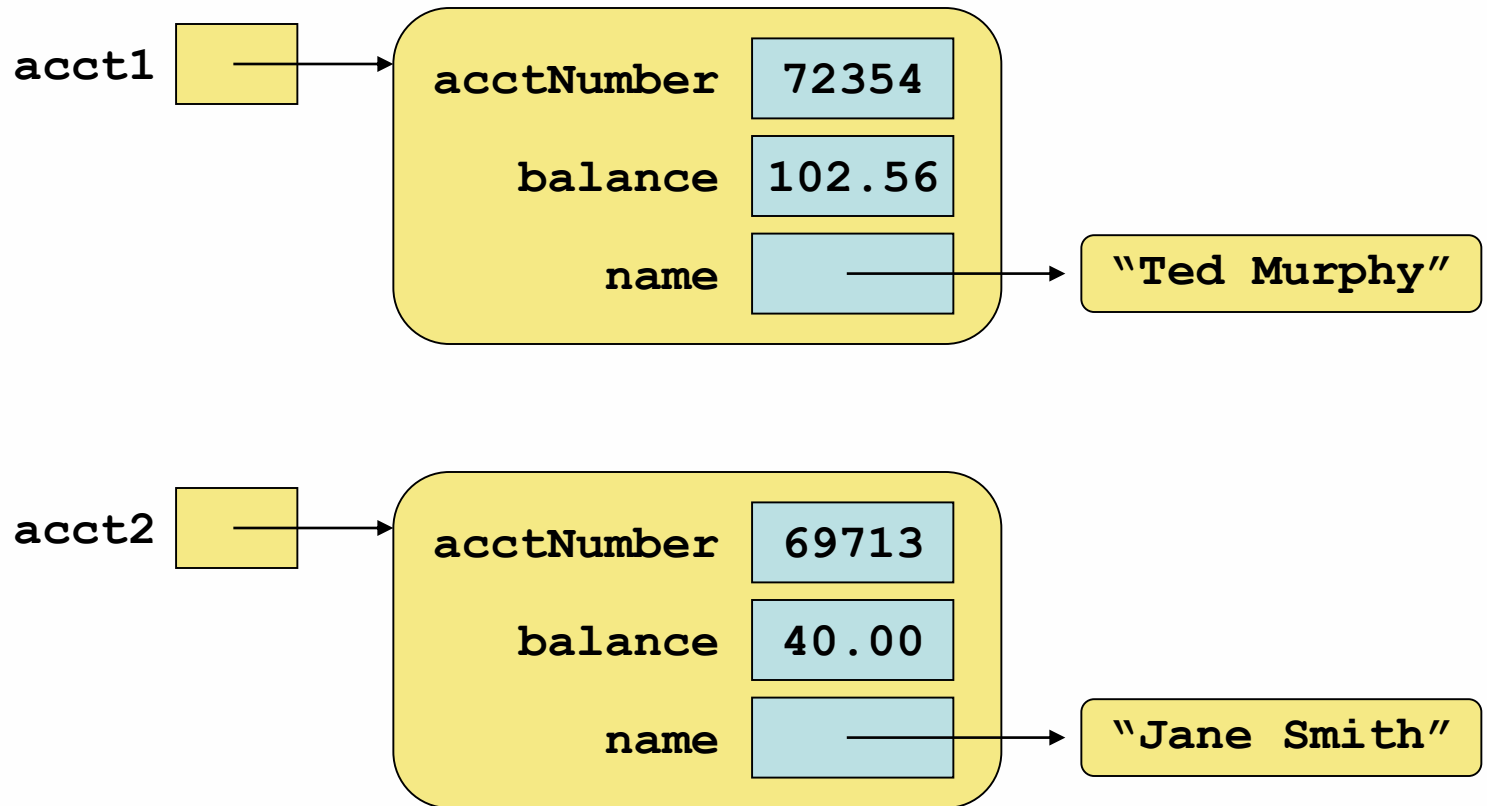 acct1
acctNumber 72354
balance 102.56
name
“Ted Murphy”
acct2
acctNumber 69713
balance 40.00
name
“Jane Smith”